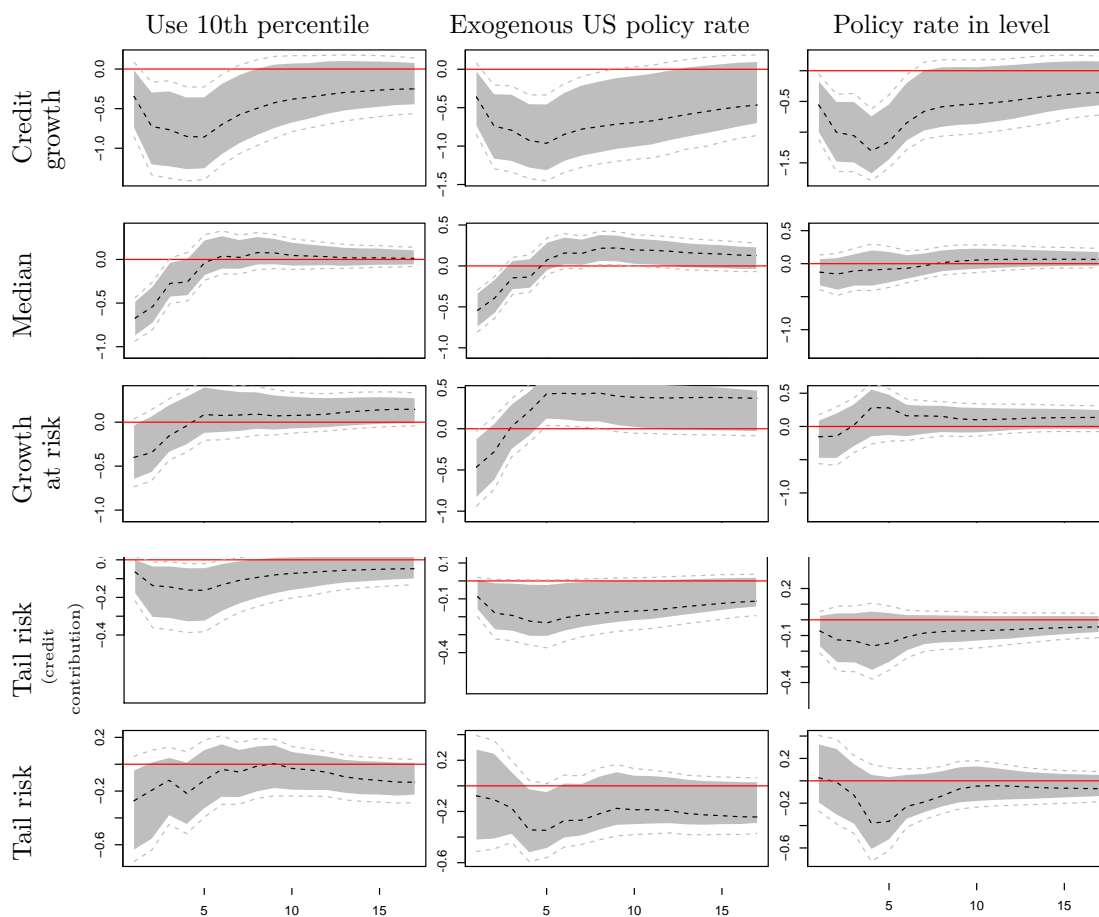 Use 10th percentile Exogenous US policy rate Policy rate in level
Credit
growth
0.0 -0.5 -1.0
0.0 -0.5 -1.0 -1.5
0.0 -0.5 -1.5
Median
0.0 -0.5 -1.0
0.5 0.0 -0.5 -1.0
0.5 0.0 -1.0
Growth
at risk
0.0 -0.5 -1.0
0.5 0.0 -0.5 -1.0
0.5 0.0 -1.0
Tail risk
(credit
contribution)
-0.1 -0.4
0.1 -0.1 -0.4
0.2 -0.1 -0.4
Tail risk
0.2 -0.2 -0.6
0.2 -0.2 -0.6
0.2 -0.2 -0.6
5 10 15 5 10 15 5 10 15